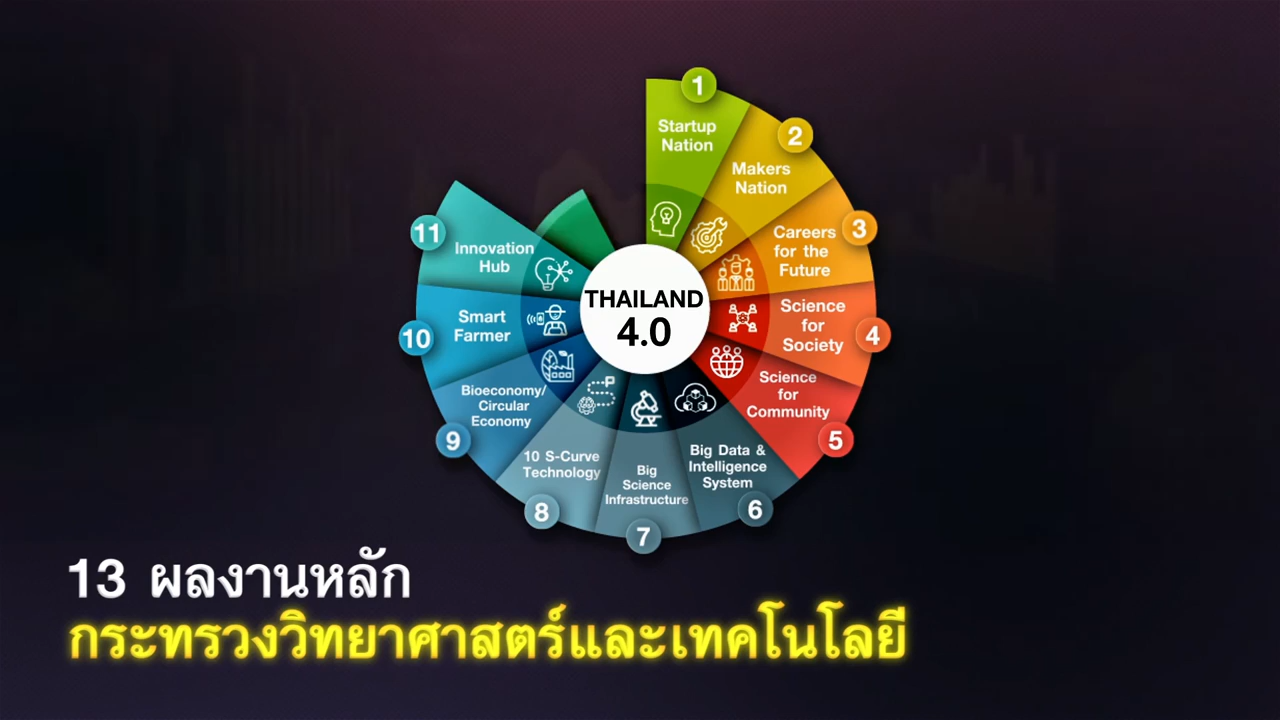 1
Startup
Nation
2
Makers
Nation
3
Careers
for the
Future
4
Science
for
Society
5
Science
for
Community
6
Big Data &
Intelligence
System
7
Big
Science
Infrastructure
8
10 S-Curve
Technology
9
Bioeconomy/
Circular
Economy
10
Smart
Farmer
11
Innovation
Hub
THAILAND
4.0
13 ผลงานหลัก
กระทรวงวิทยาศาสตร์และเทคโนโลยี